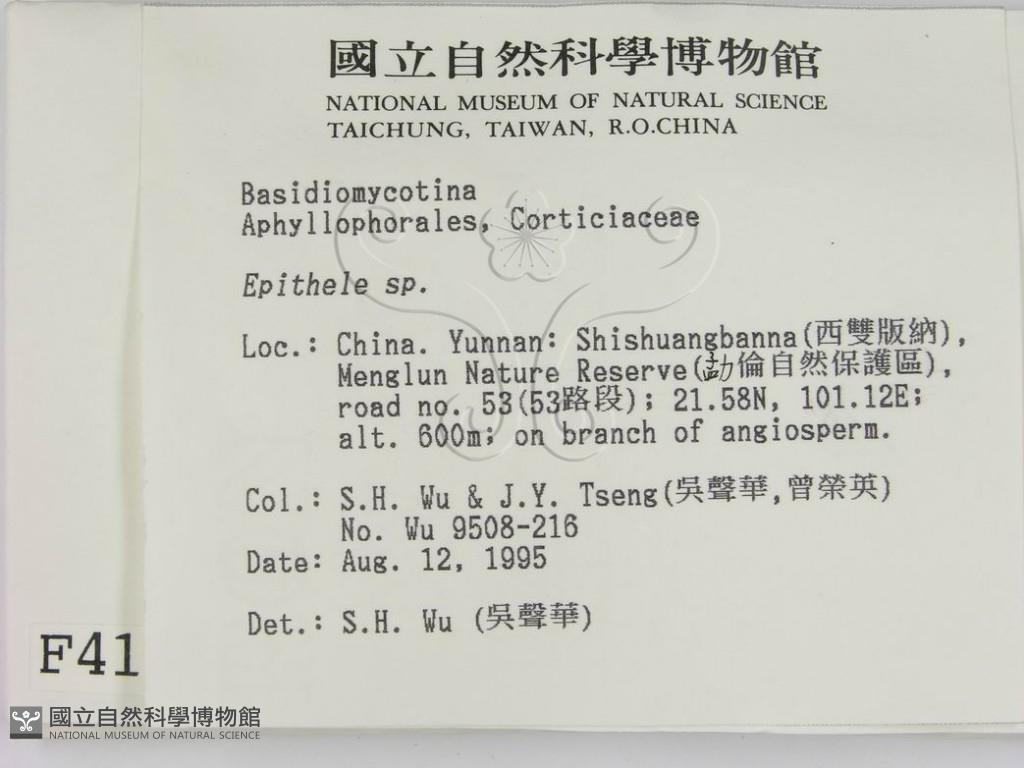 國立自然科學博物館
NATIONAL MUSEUM OF NATURAL SCIENCE
TAICHUNG, TAIWAN, R.O.CHINA
Basidiomycotina
Aphyllophorales, Corticiaceae
Epithele sp.
Loc.: China. Yunnan: Shishuangbanna(西雙版納),
Menglun Nature Reserve(勐倫自然保護區),
road no. 53(53路段); 21.58N, 101.12E;
alt. 600m; on branch of angiosperm.
Col.: S.H. Wu & J.Y. Tseng(吳聲華,曾榮英)
No. Wu 9508-216
Date: Aug. 12, 1995
Det.: S.H. Wu (吳聲華)
F41
國立自然科學博物館
NATIONAL MUSEUM OF NATURAL SCIENCE